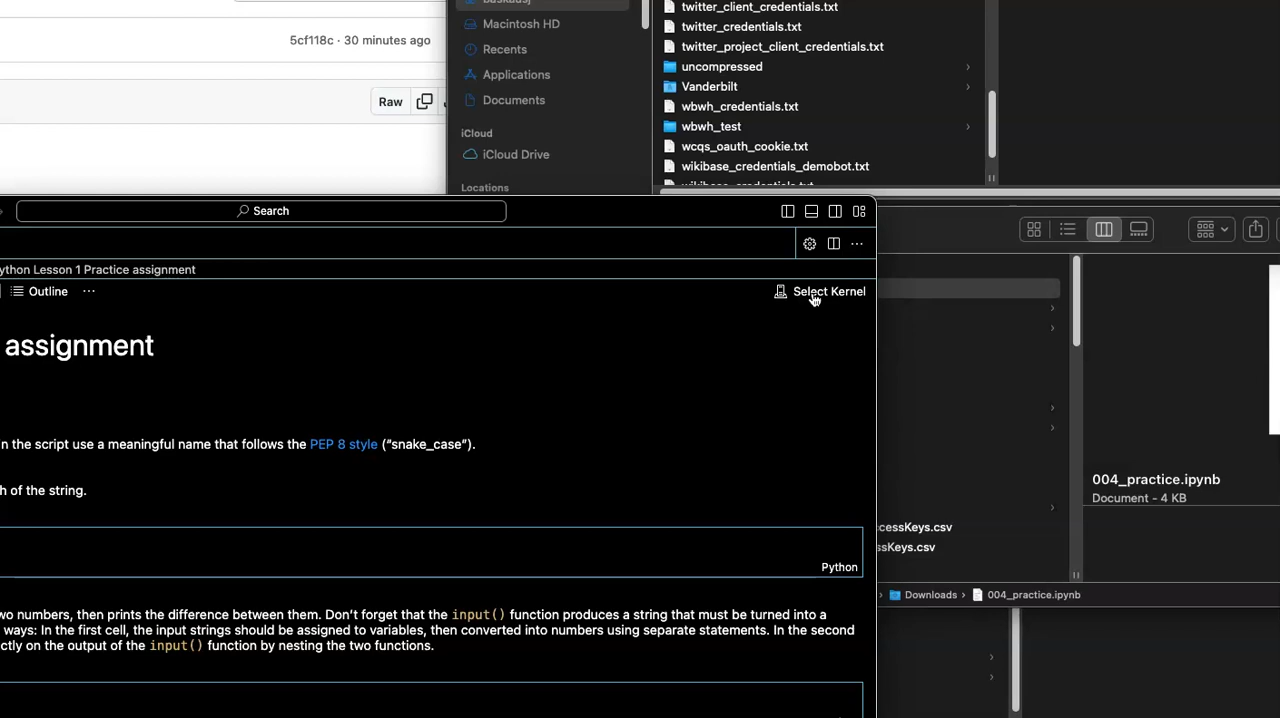 5cf118c · 30 minutes ago
Raw
Macintosh HD
Recents
Applications
Documents
iCloud
iCloud Drive
Locations
twitter_client_credentials.txt
twitter_credentials.txt
twitter_project_client_credentials.txt
uncompressed
Vanderbilt
wbwh_credentials.txt
wbwh_test
wcqs_oauth_cookie.txt
wikibase_credentials_demobot.txt
wikibase_credentials.txt
Search
ython Lesson 1 Practice assignment
Outline
···
Select Kernel
assignment
n the script use a meaningful name that follows the PEP 8 style (“snake_case”).
h of the string.
Python
wo numbers, then prints the difference between them. Don’t forget that the input() function produces a string that must be turned into a
ways: In the first cell, the input strings should be assigned to variables, then converted into numbers using separate statements. In the second
ctly on the output of the input() function by nesting the two functions.
004_practice.ipynb
Document - 4 KB
ccessKeys.csv
sKeys.csv
Downloads › 004_practice.ipynb